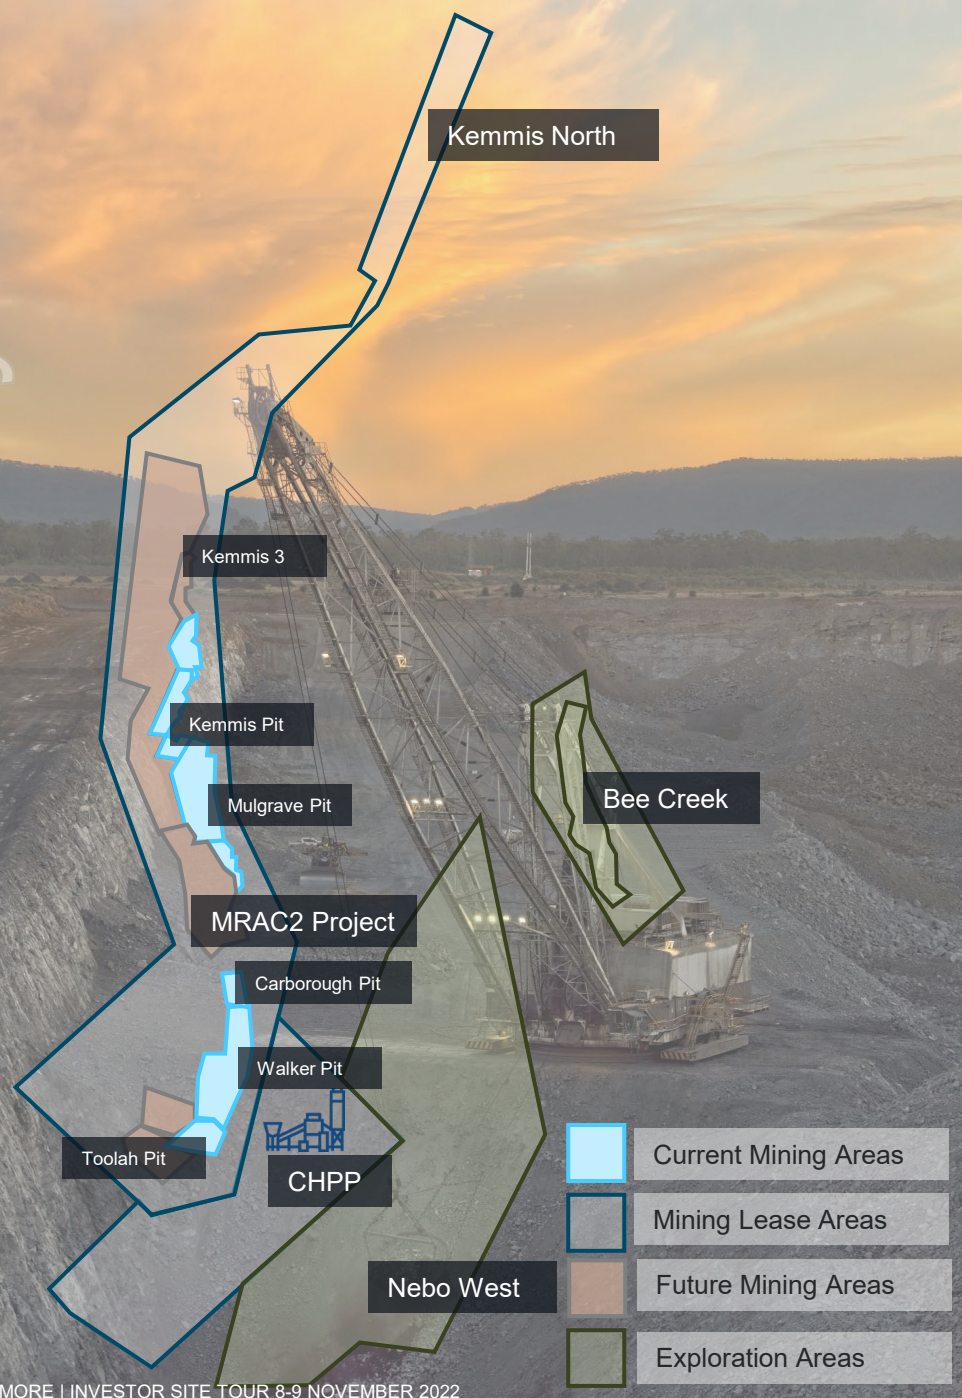 Kemmis North
Kemmis 3
Kemmis Pit
Mulgrave Pit
Bee Creek
MRAC2 Project
Carborough Pit
Walker Pit
Toolah Pit
CHPP
Nebo West
Current Mining Areas
Mining Lease Areas
Future Mining Areas
Exploration Areas
MORE | INVESTOR SITE TOUR 8-9 NOVEMBER 2022